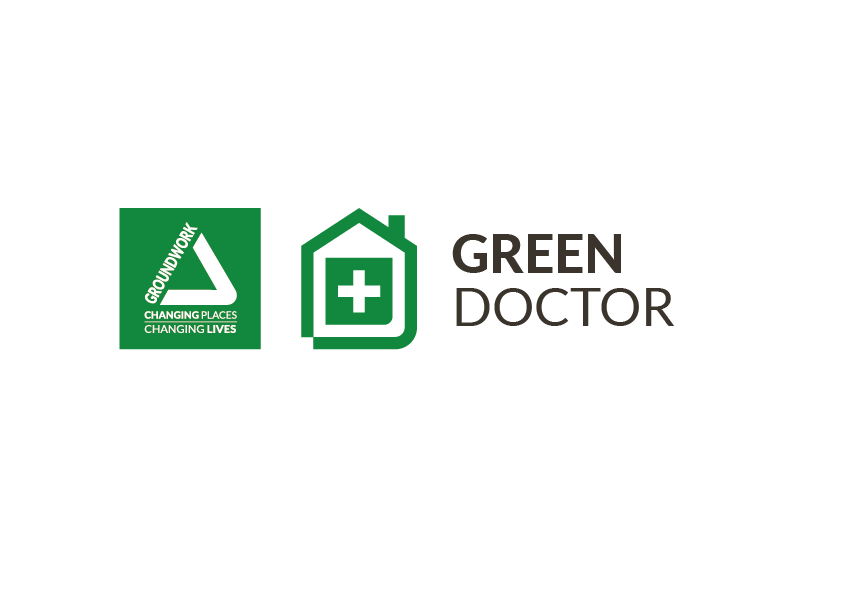 GROUNDWORK
CHANGING PLACES
CHANGING LIVES
GREEN
DOCTOR